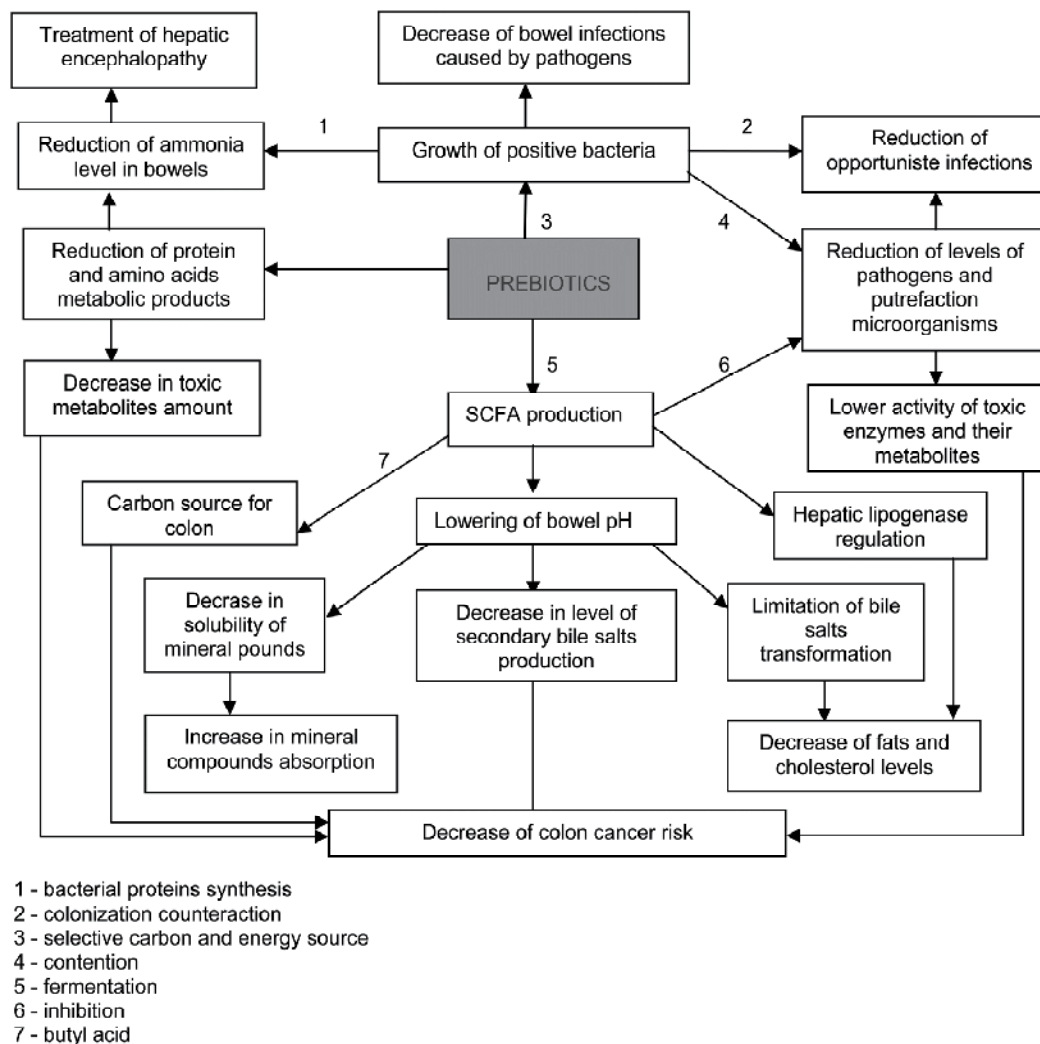 Treatment of hepatic
encephalopathy
Decrease of bowel infections
caused by pathogens
Reduction of ammonia
level in bowels
1
Growth of positive bacteria
2
Reduction of
opportuniste infections
3
4
Reduction of protein
and amino acids
metabolic products
PREBIOTICS
Reduction of levels of
pathogens and
putrefaction
microorganisms
5
6
Decrease in toxic
metabolites amount
SCFA production
Lower activity of toxic
enzymes and their
metabolites
7
Carbon source for
colon
Lowering of bowel pH
Hepatic lipogenase
regulation
Decrase in
solubility of
mineral pounds
Decrease in level of
secondary bile salts
production
Limitation of bile
salts
transformation
Increase in mineral
compounds absorption
Decrease of fats and
cholesterol levels
Decrease of colon cancer risk
1 - bacterial proteins synthesis
2 - colonization counteraction
3 - selective carbon and energy source
4 - contention
5 - fermentation
6 - inhibition
7 - butyl acid